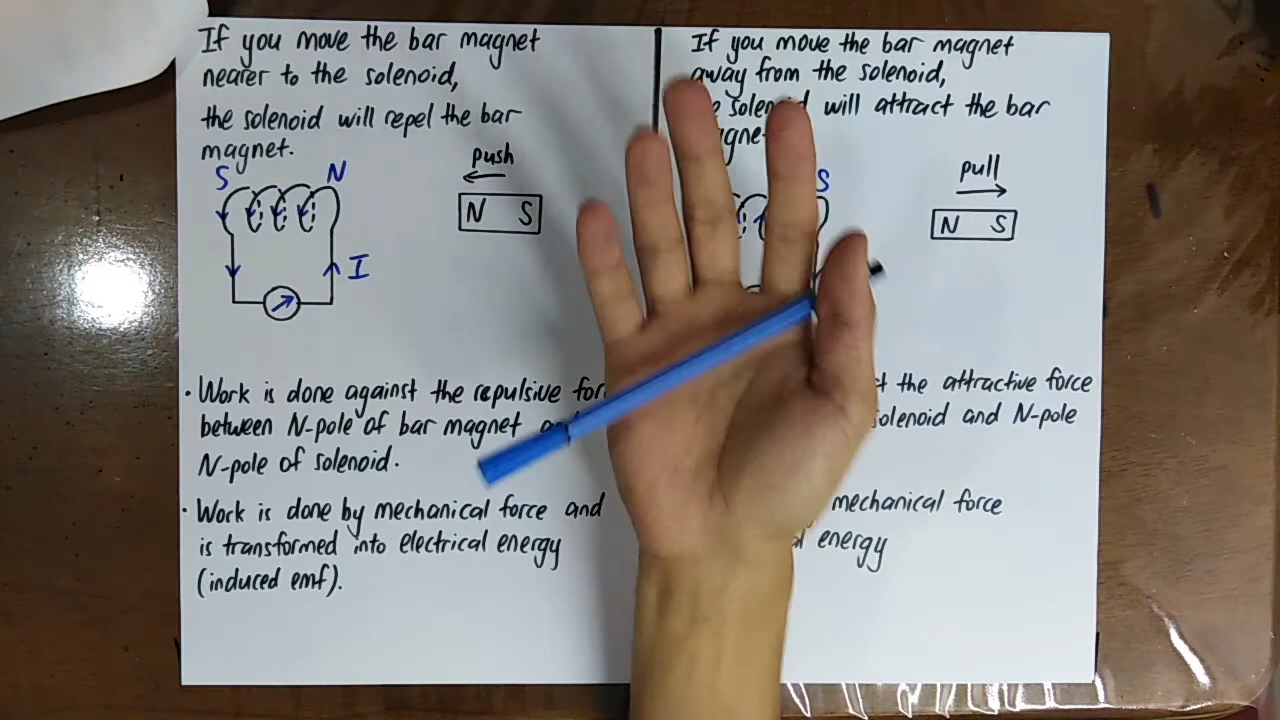 If you move the bar magnet
nearer to the solenoid,
the solenoid will repel the bar
magnet.
S N
push
N S
I
• Work is done against the repulsive
between N-pole of bar magnet
N-pole of solenoid.
• Work is done by mechanical force and
is transformed into electrical energy
(induced emf).
If you move the bar magnet
away from the solenoid,
will attract the bar
S
pull
N S
the attractive force
solenoid and N-pole
mechanical force
energy